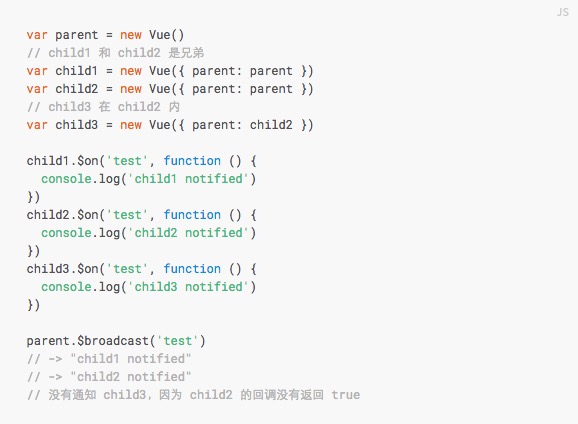 JS
var parent = new Vue()
// child1 和 child2 是兄弟
var child1 = new Vue({ parent: parent })
var child2 = new Vue({ parent: parent })
// child3 在 child2 内
var child3 = new Vue({ parent: child2 })
child1.$on('test', function () {
  console.log('child1 notified')
})
child2.$on('test', function () {
  console.log('child2 notified')
})
child3.$on('test', function () {
  console.log('child3 notified')
})
parent.$broadcast('test')
// -> "child1 notified"
// -> "child2 notified"
// 没有通知 child3，因为 child2 的回调没有返回 true